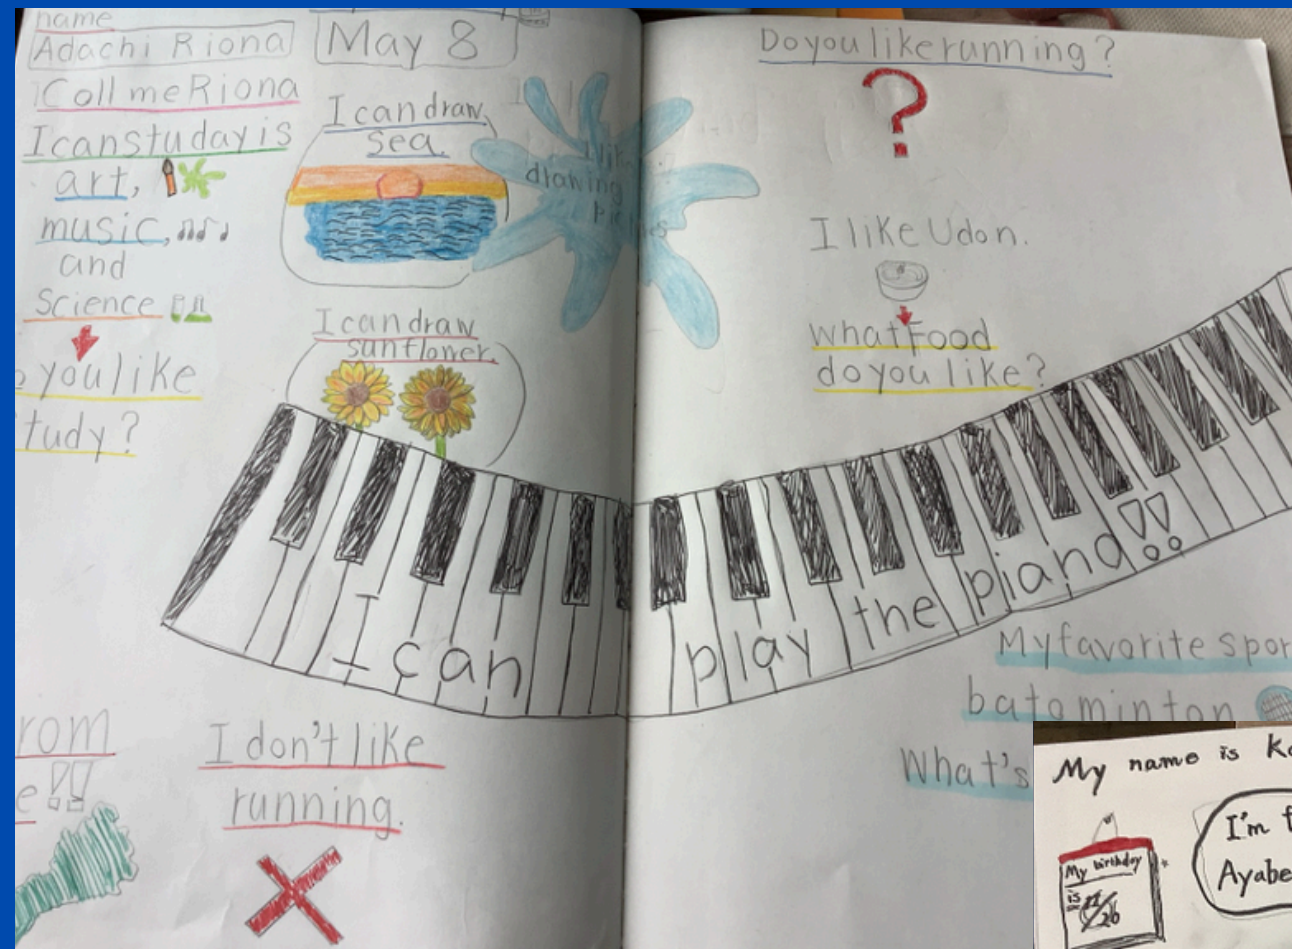 name
Adachi Riona
May 8
Coll me Riona
I can studay is
art,
music,
and
Science
you like
tudy?
I can draw
sea.
I like
drawing
I can draw
sunflower.
I can
play the piano!!
rom
e!!
I don't like
running.
Do you like running?
?
I like Udon.
what Food
do you like?
My favorite spor
batominton
What's
My name is
I'm
Ayabe
My birthday
is